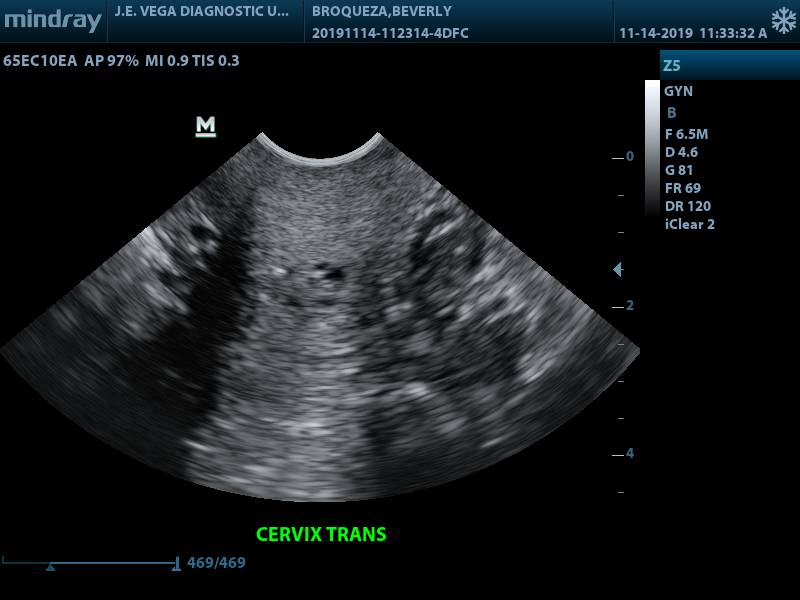 mindray
J.E. VEGA DIAGNOSTIC U...
BROQUEZA,BEVERLY
20191114-112314-4DFC
11-14-2019 11:33:32 A
65EC10EA AP 97% MI 0.9 TIS 0.3
Z5
M
GYN
B
F 6.5M
D 4.6
G 81
FR 69
DR 120
iClear 2
0
2
4
CERVIX TRANS
469/469